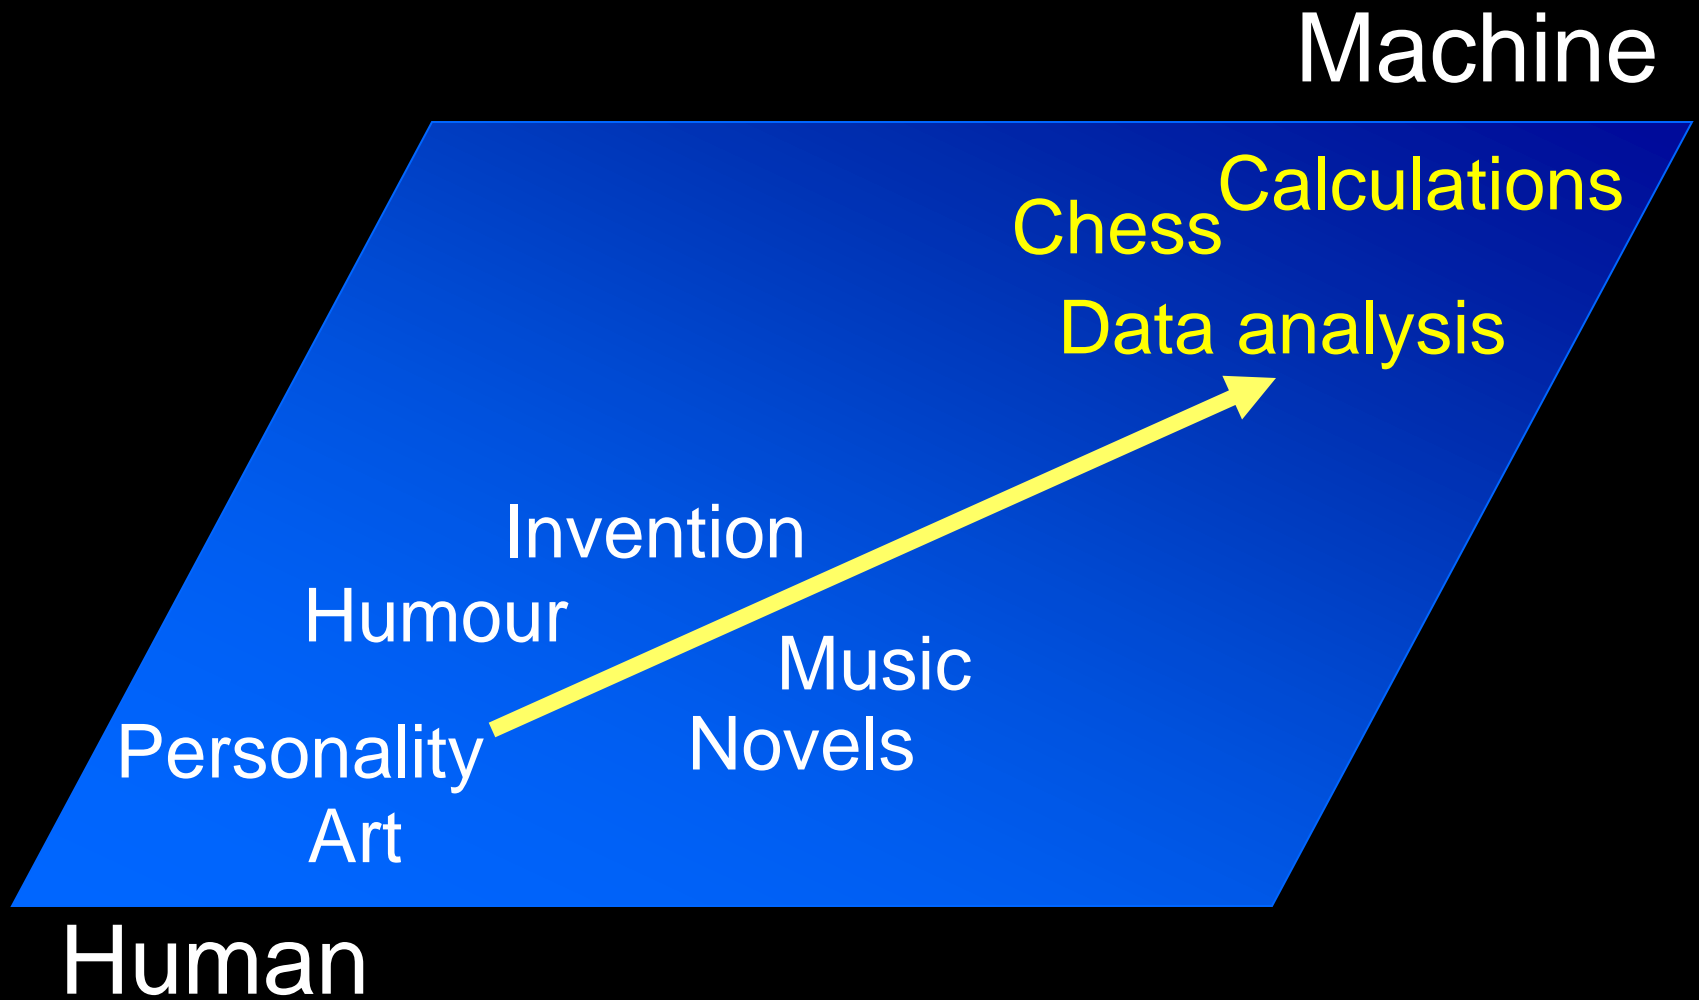 Machine
Calculations
Chess
Data analysis
Invention
Humour
Music
Novels
Personality
Art
Human